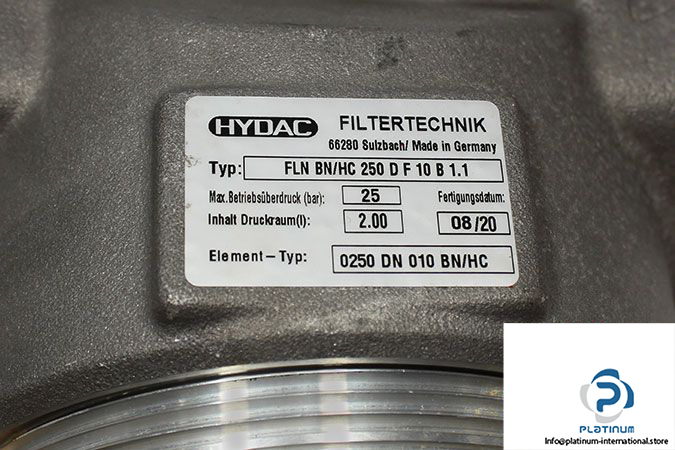 HYDAC FILTERTECHNIK
66280 Sulzbach/ Made in Germany
Typ: FLN BN/HC 250 D F 10 B 1.1
Max.Betriebsüberdruck (bar): 25 Fertigungsdatum:
Inhalt Druckraum(l): 2.00 08/20
Element-Typ: 0250 DN 010 BN/HC
PLATINUM
Info@platinum-international.store